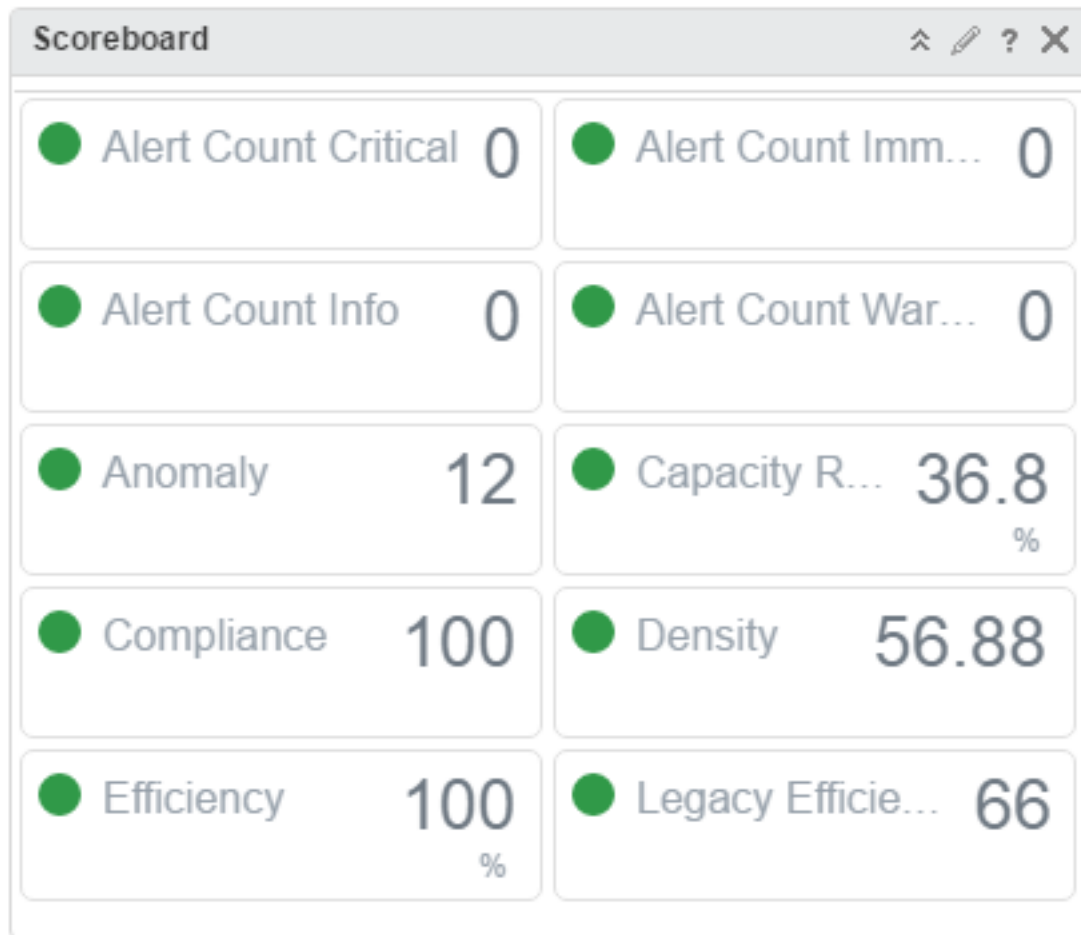 Scoreboard ?
Alert Count Critical 0
Alert Count Imm... 0
Alert Count Info 0
Alert Count War... 0
Anomaly 12
Capacity R... 36.8
%
Compliance 100
Density 56.88
Efficiency 100
%
Legacy Efficie... 66